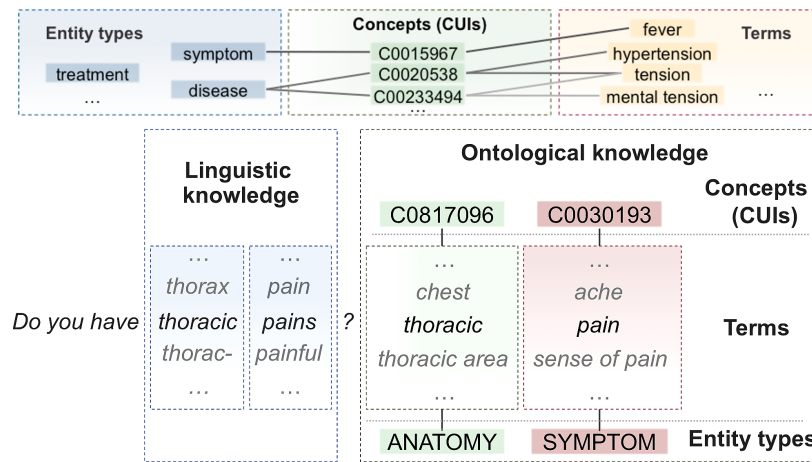 Entity types
Concepts (CUIs)
Terms
treatment
...
symptom
disease
C0015967
C0020538
C00233494
...
fever
hypertension
tension
mental tension
...
Linguistic
knowledge
Ontological knowledge
Concepts
(CUIs)
C0817096
C0030193
Do you have
...
thorax
thoracic
thorac-
...
...
pain
pains
painful
...
?
...
chest
thoracic
thoracic area
...
...
ache
pain
sense of pain
...
Terms
ANATOMY
SYMPTOM
Entity types